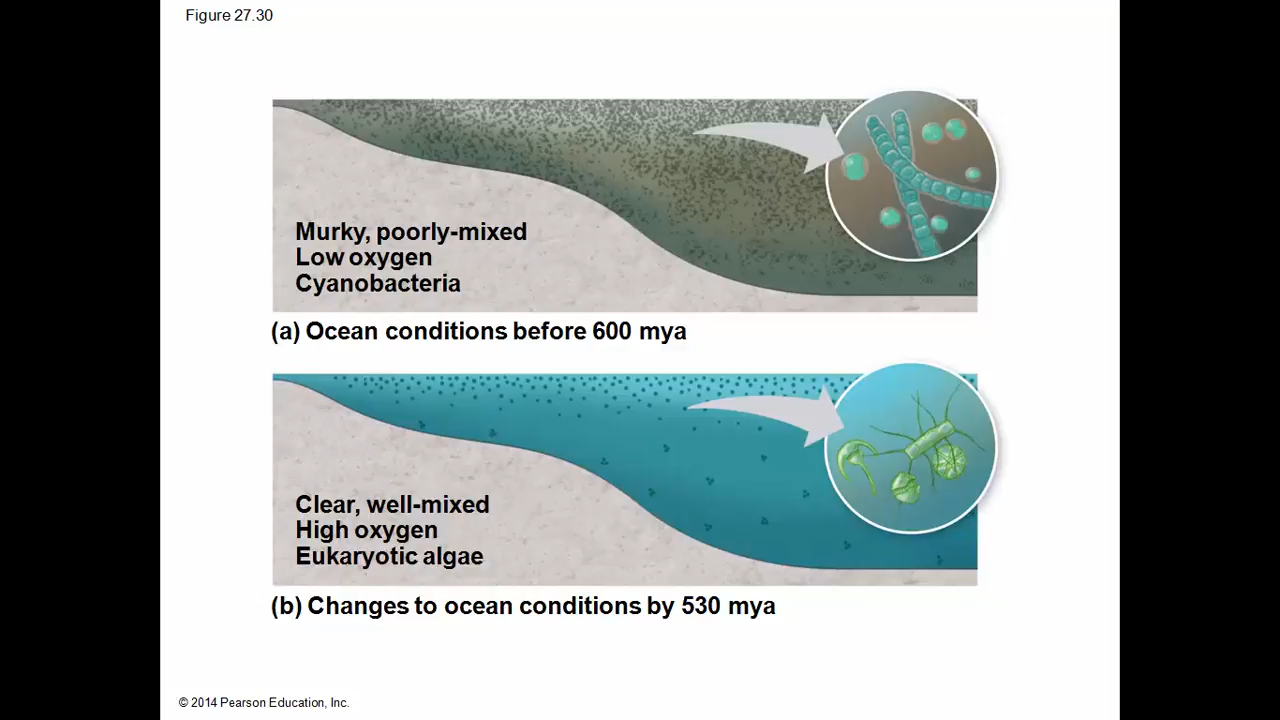 Figure 27.30
Murky, poorly-mixed
Low oxygen
Cyanobacteria
(a) Ocean conditions before 600 mya
Clear, well-mixed
High oxygen
Eukaryotic algae
(b) Changes to ocean conditions by 530 mya
© 2014 Pearson Education, Inc.